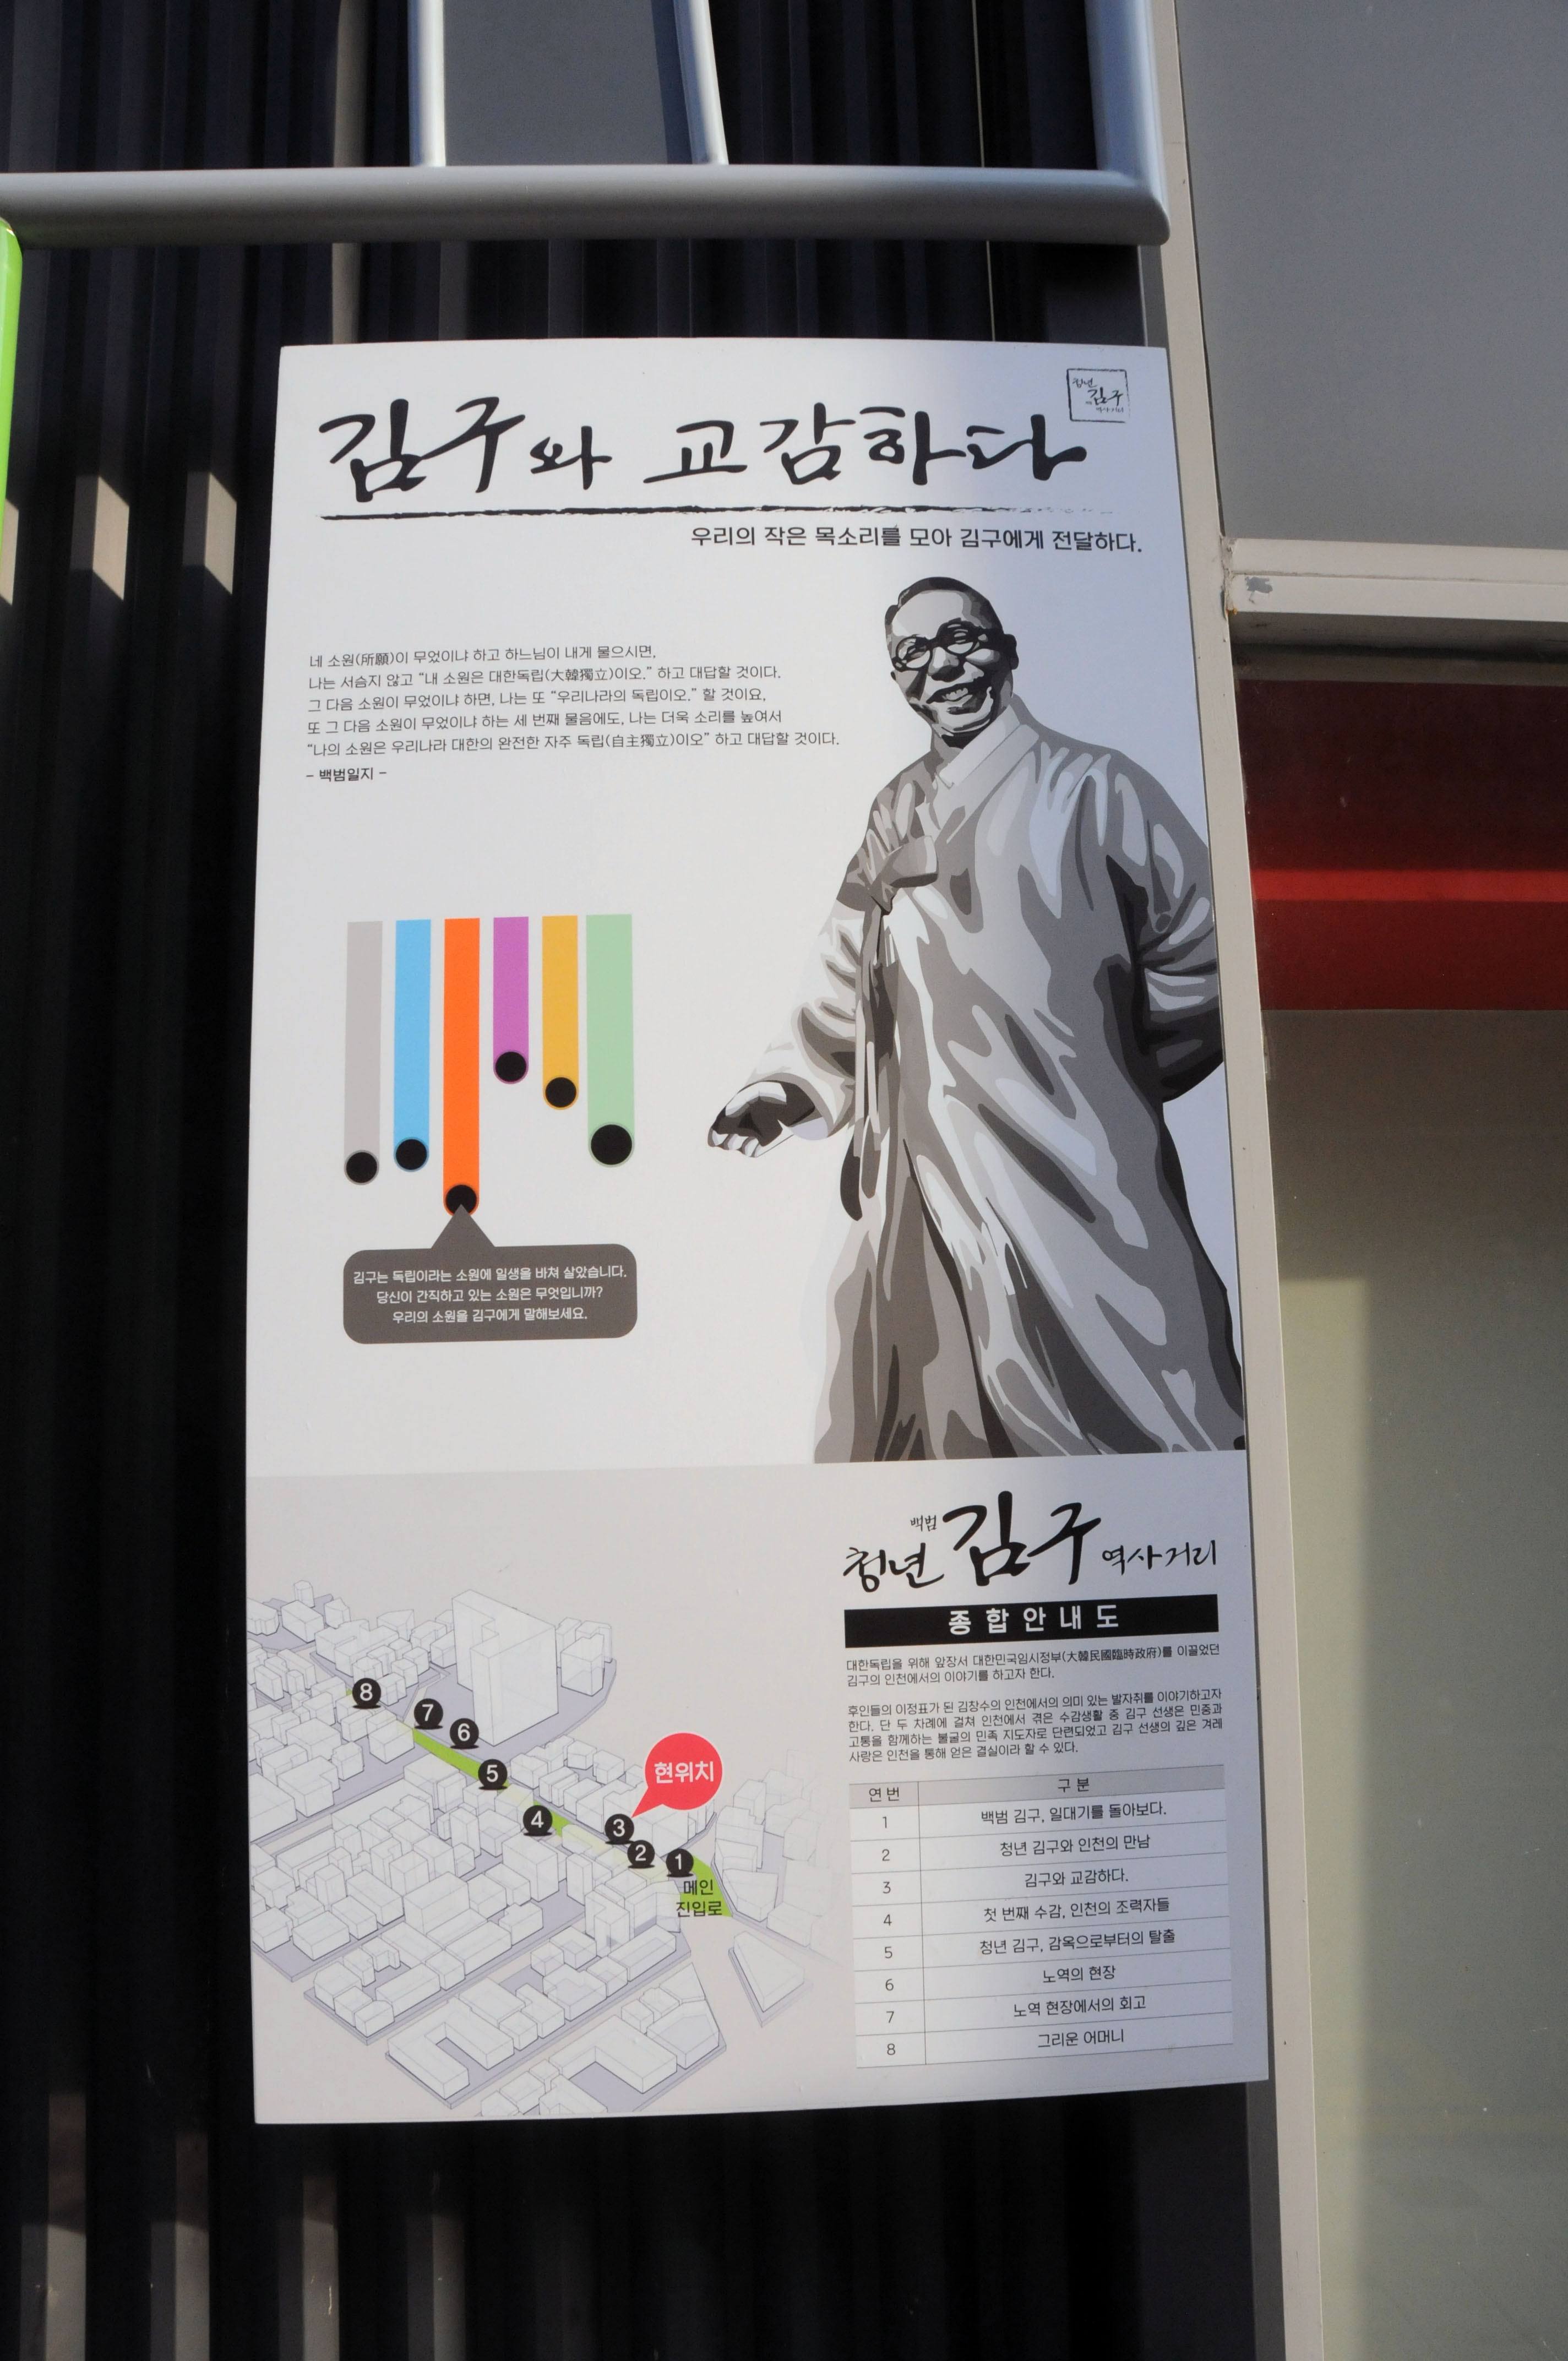 청년
김구
역사거리
김구와 교감하다
우리의 작은 목소리를 모아 김구에게 전달하다.
네 소원(所願)이 무었이냐 하고 하느님이 내게 물으시면,
나는 서슴지 않고 “내 소원은 대한독립(大韓獨立)이오.” 하고 대답할 것이다.
그 다음 소원이 무었이냐 하면, 나는 또 “우리나라의 독립이오.” 할 것이요,
또 그 다음 소원이 무었이냐 하는 세 번째 물음에도, 나는 더욱 소리를 높여서
“나의 소원은 우리나라 대한의 완전한 자주 독립(自主獨立)이오” 하고 대답할 것이다.
– 백범일지 –
김구는 독립이라는 소원에 일생을 바쳐 살았습니다.
당신이 간직하고 있는 소원은 무엇입니까?
우리의 소원을 김구에게 말해보세요.
백범
청년 김구 역사거리
종합안내도
대한독립을 위해 앞장서 대한민국임시정부(大韓民國臨時政府)를 이끌었던
김구의 인천에서의 이야기를 하고자 한다.
후인들의 이정표가 된 김창수의 인천에서의 의미 있는 발자취를 이야기하고자
한다. 단 두 차례에 걸쳐 인천에서 겪은 수감생활 중 김구 선생은 민중과
고통을 함께하는 불굴의 민족 지도자로 단련되었고 김구 선생의 깊은 겨레
사랑은 인천을 통해 얻은 결실이라 할 수 있다.
연번 구분
1 백범 김구, 일대기를 돌아보다.
2 청년 김구와 인천의 만남
3 김구와 교감하다.
4 첫 번째 수감, 인천의 조력자들
5 청년 김구, 감옥으로부터의 탈출
6 노역의 현장
7 노역 현장에서의 회고
8 그리운 어머니
8
7
6
5
4
현위치
3
2
1
메인
진입로